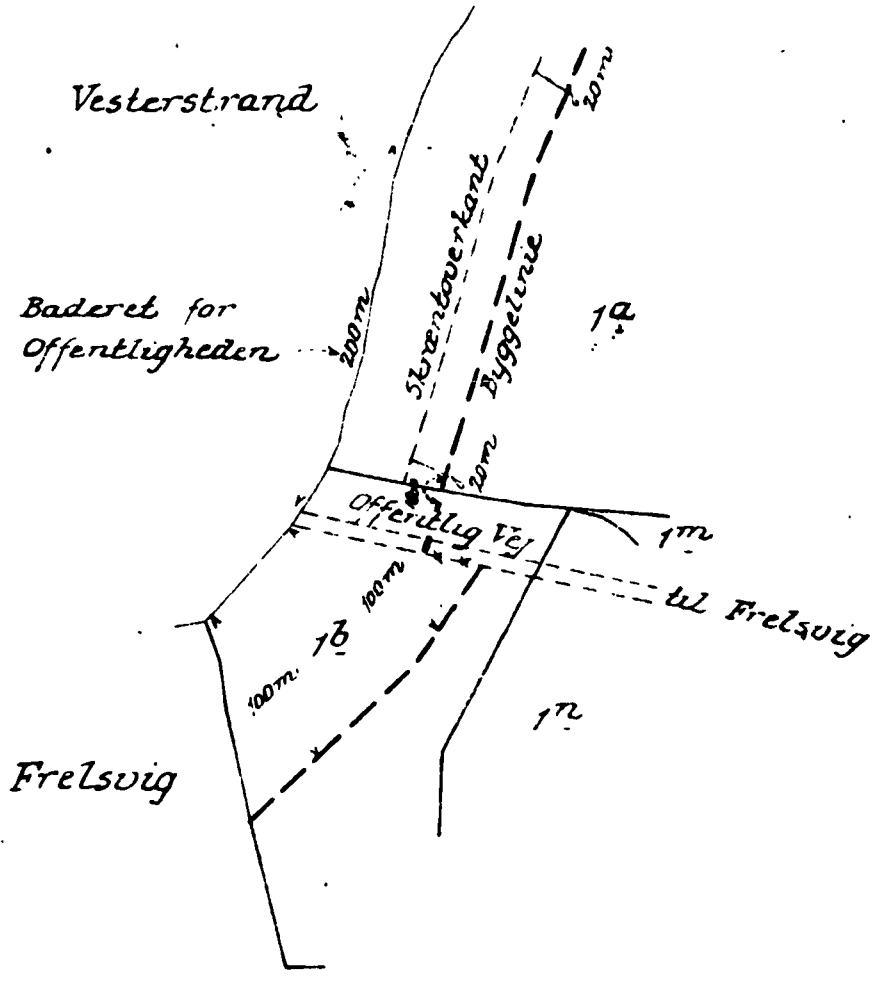 20m
Vesterstrand
Skræntoverkant
Byggelinie
Baderet for
Offentligheden
200m
1a
20m
Offentlig Vej
1m
til Frelsvig
100m
1b
100m.
1n
Frelsvig